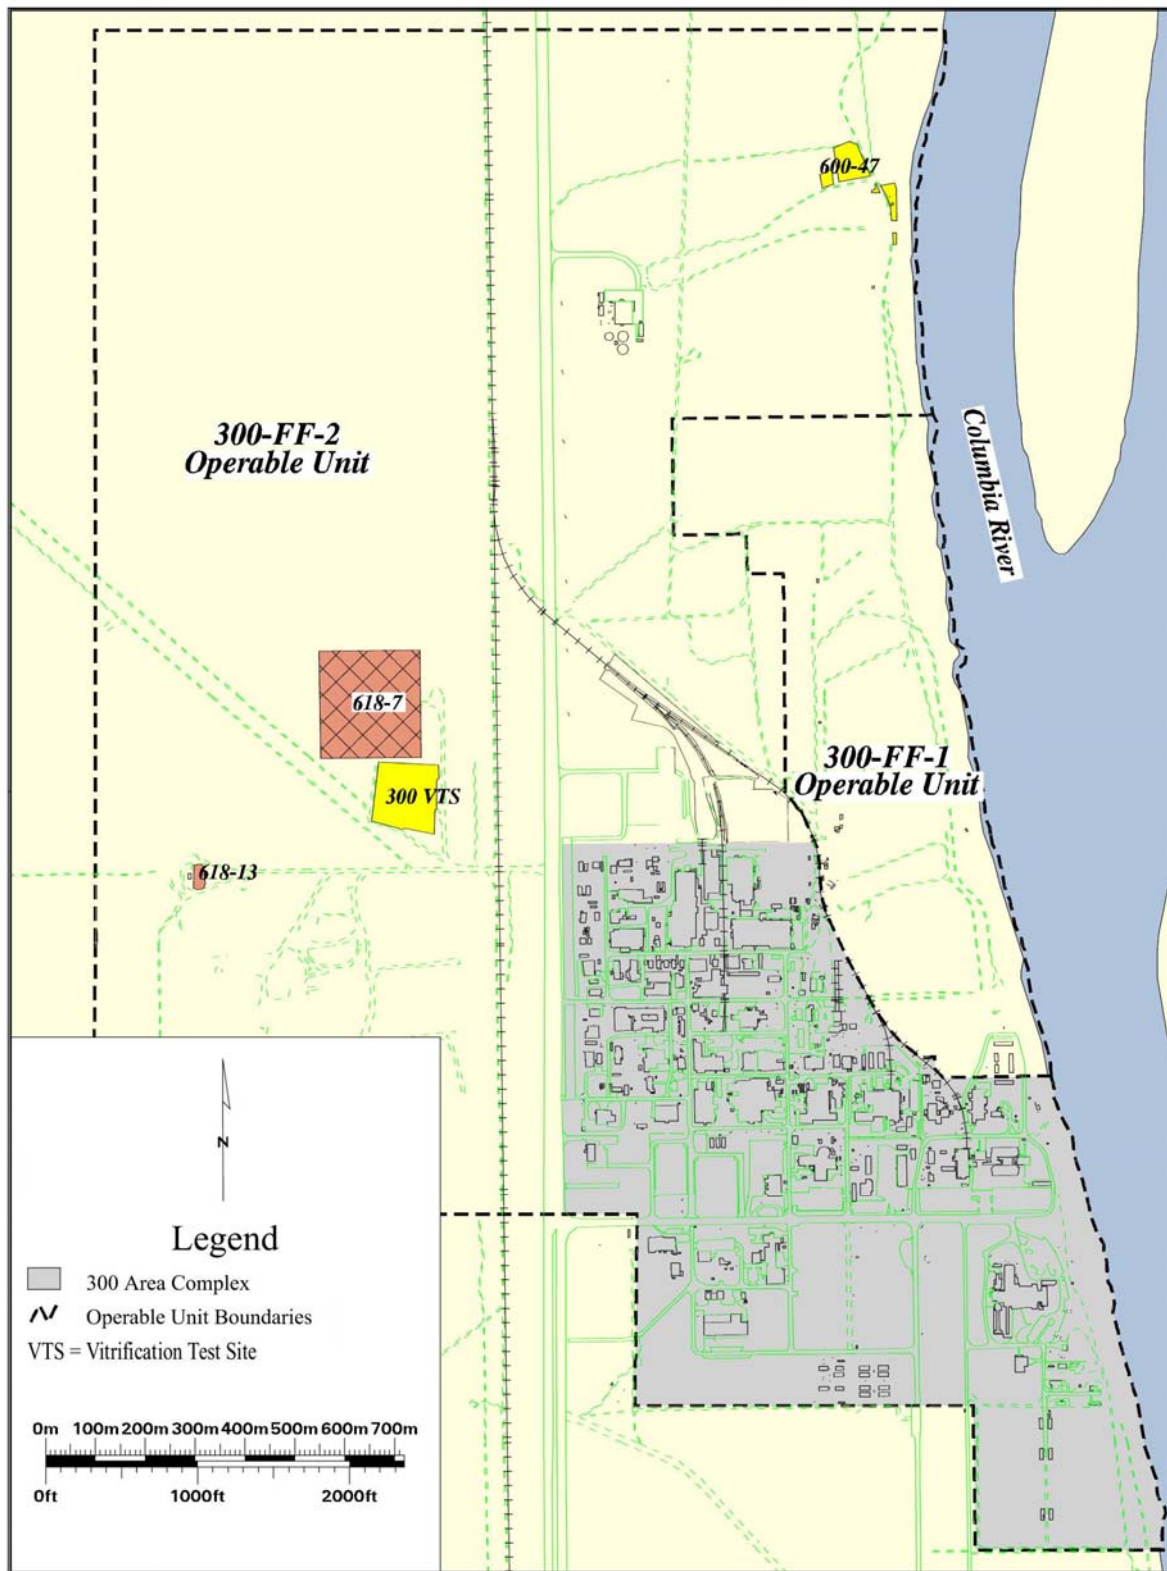 600-47
300-FF-2
Operable Unit
Columbia River
618-7
300-FF-1
Operable Unit
300 VTS
618-13
N
Legend
300 Area Complex
Operable Unit Boundaries
VTS = Vitrification Test Site
0m 100m 200m 300m 400m 500m 600m 700m
0ft 1000ft 2000ft